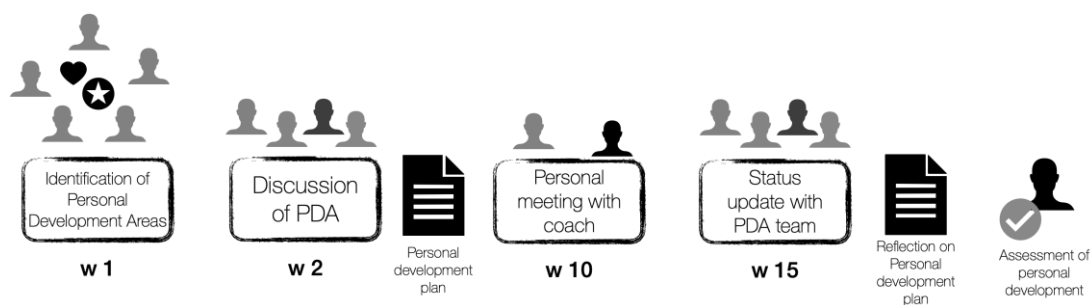 Identification of
Personal
Development Areas
w 1
Discussion
of PDA
w 2
Personal
development
plan
Personal
meeting with
coach
w 10
Status
update with
PDA team
w 15
Reflection on
Personal
development
plan
Assessment of
personal
development